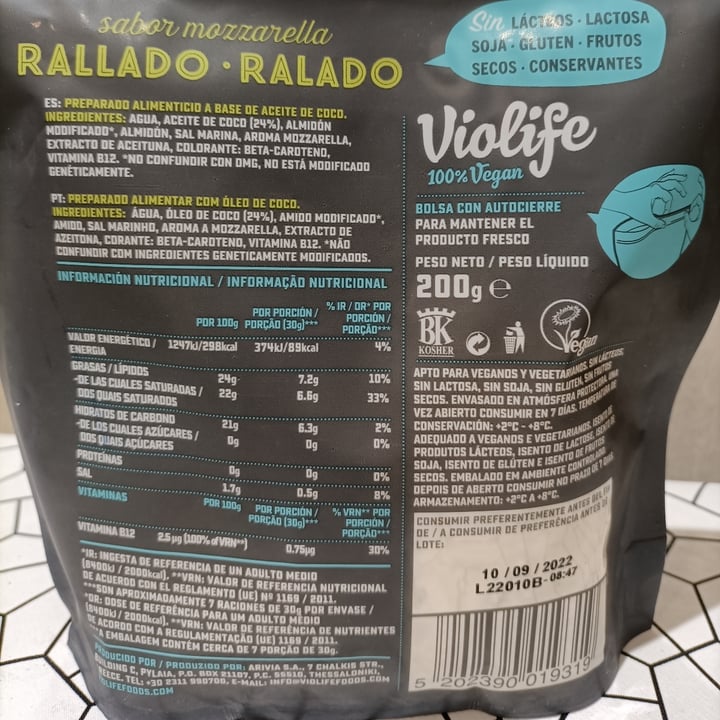 sabor mozzarella
RALLADO · RALADO
ES: PREPARADO ALIMENTICIO A BASE DE ACEITE DE COCO.
INGREDIENTES: AGUA, ACEITE DE COCO (24%), ALMIDÓN
MODIFICADO*, ALMIDÓN, SAL MARINA, AROMA MOZZARELLA,
EXTRACTO DE ACEITUNA, COLORANTE: BETA-CAROTENO,
VITAMINA B12. *NO CONFUNDIR CON OMG, NO ESTÁ MODIFICADO
GENÉTICAMENTE.
PT: PREPARADO ALIMENTAR COM ÓLEO DE COCO.
INGREDIENTES: ÁGUA, ÓLEO DE COCO (24%), AMIDO MODIFICADO*,
AMIDO, SAL MARINHO, AROMA A MOZZARELLA, EXTRACTO DE
AZEITONA, CORANTE: BETA-CAROTENO, VITAMINA B12. *NÃO
CONFUNDIR COM INGREDIENTES GENETICAMENTE MODIFICADOS.
INFORMACIÓN NUTRICIONAL / INFORMAÇÃO NUTRICIONAL
POR 100g POR PORCIÓN / PORÇÃO (30g)*** % IR / DR* POR PORCIÓN / PORÇÃO***
VALOR ENERGÉTICO / ENERGIA 1247kJ/298kcal 374kJ/89kcal 4%
GRASAS / LÍPIDOS 24g 7.2g 10%
-DE LAS CUALES SATURADAS / DOS QUAIS SATURADOS 22g 6.6g 33%
HIDRATOS DE CARBONO 21g 6.3g 2%
-DE LOS CUALES AZÚCARES / DOS QUAIS AÇÚCARES 0g 0g 0%
PROTEÍNAS 0g 0g 0%
SAL 1.7g 0.5g 8%
VITAMINAS POR 100g POR PORCIÓN / PORÇÃO (30g)*** % VRN** POR PORCIÓN / PORÇÃO***
VITAMINA B12 2.5 µg (100% of VRN**) 0.75µg 30%
*IR: INGESTA DE REFERENCIA DE UN ADULTO MEDIO
(8400kJ / 2000kcal). **VRN: VALOR DE REFERENCIA NUTRICIONAL
DE ACUERDO CON EL REGLAMENTO (UE) Nº 1169 / 2011.
***SON APROXIMADAMENTE 7 RACIONES DE 30g POR ENVASE /
*DR: DOSE DE REFERÊNCIA PARA UM ADULTO MÉDIO
(8400kJ / 2000kcal). **VRN: VALOR DE REFERÊNCIA DE NUTRIENTES
DE ACORDO COM A REGULAMENTAÇÃO (UE) 1169 / 2011.
***A EMBALAGEM CONTÉM CERCA DE 7 PORÇÃO DE 30g.
PRODUCIDO POR / PRODUZIDO POR: ARIVIA S.A., 7 CHALKIS STR.,
BUILDING C, PYLAIA, P.O. BOX 21107, P.C. 55510, THESSALONIKI,
GREECE. TEL: +30 2311 990700, E-MAIL: INFO@VIOLIFEFOODS.COM
VIOLIFEFOODS.COM
Sin LÁCTEOS · LACTOSA
SOJA · GLUTEN · FRUTOS
SECOS · CONSERVANTES
Violife
100% Vegan
BOLSA CON AUTOCIERRE
PARA MANTENER EL
PRODUCTO FRESCO
PESO NETO / PESO LÍQUIDO
200g ℮
BK
KOSHER
Vegan
APTO PARA VEGANOS Y VEGETARIANOS, SIN LÁCTEOS,
SIN LACTOSA, SIN SOJA, SIN GLUTEN, SIN FRUTOS
SECOS. ENVASADO EN ATMÓSFERA PROTECTORA. UNA
VEZ ABIERTO CONSUMIR EN 7 DÍAS. TEMPERATURA DE
CONSERVACIÓN: +2°C - +8°C.
ADEQUADO A VEGANOS E VEGETARIANOS, ISENTO DE
PRODUTOS LÁCTEOS, ISENTO DE LACTOSE, ISENTO DE
SOJA, ISENTO DE GLÚTEN E ISENTO DE FRUTOS
SECOS. EMBALADO EM AMBIENTE CONTROLADO.
DEPOIS DE ABERTO CONSUMIR NO PRAZO DE 7 DIAS.
ARMAZENAMENTO: +2°C A +8°C.
CONSUMIR PREFERENTEMENTE ANTES DEL FIN
DE / A CONSUMIR DE PREFERÊNCIA ANTES DE
LOTE:
10 / 09 / 2022
L22010B- 08:47
5 202390 019319